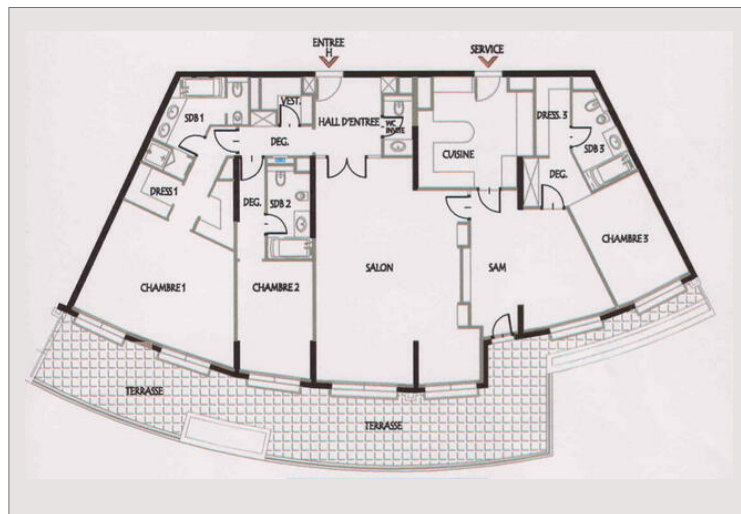 ENTREE
H
SERVICE
SDB 1
VEST.
HALL D'ENTREE
WC
INVITE
DEG.
CUISINE
DRESS. 3
SDB 3
DEG.
DRESS 1
DEG.
SDB 2
CHAMBRE 3
SALON
SAM
CHAMBRE 1
CHAMBRE 2
TERRASSE
TERRASSE